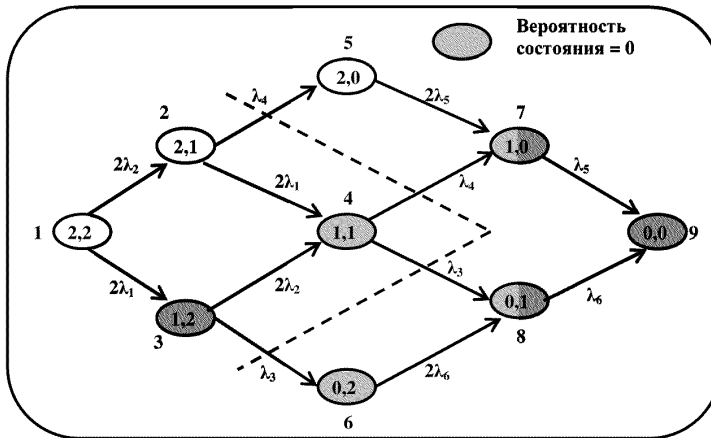 Вероятность
состояния = 0
5
2,0
λ₄
2λ₅
2
7
2,1
1,0
2λ₂
2λ₁
λ₄
λ₅
4
1
2,2
1,1
0,0
9
2λ₁
2λ₂
λ₃
λ₆
1,2
0,1
3
8
λ₃
2λ₆
0,2
6